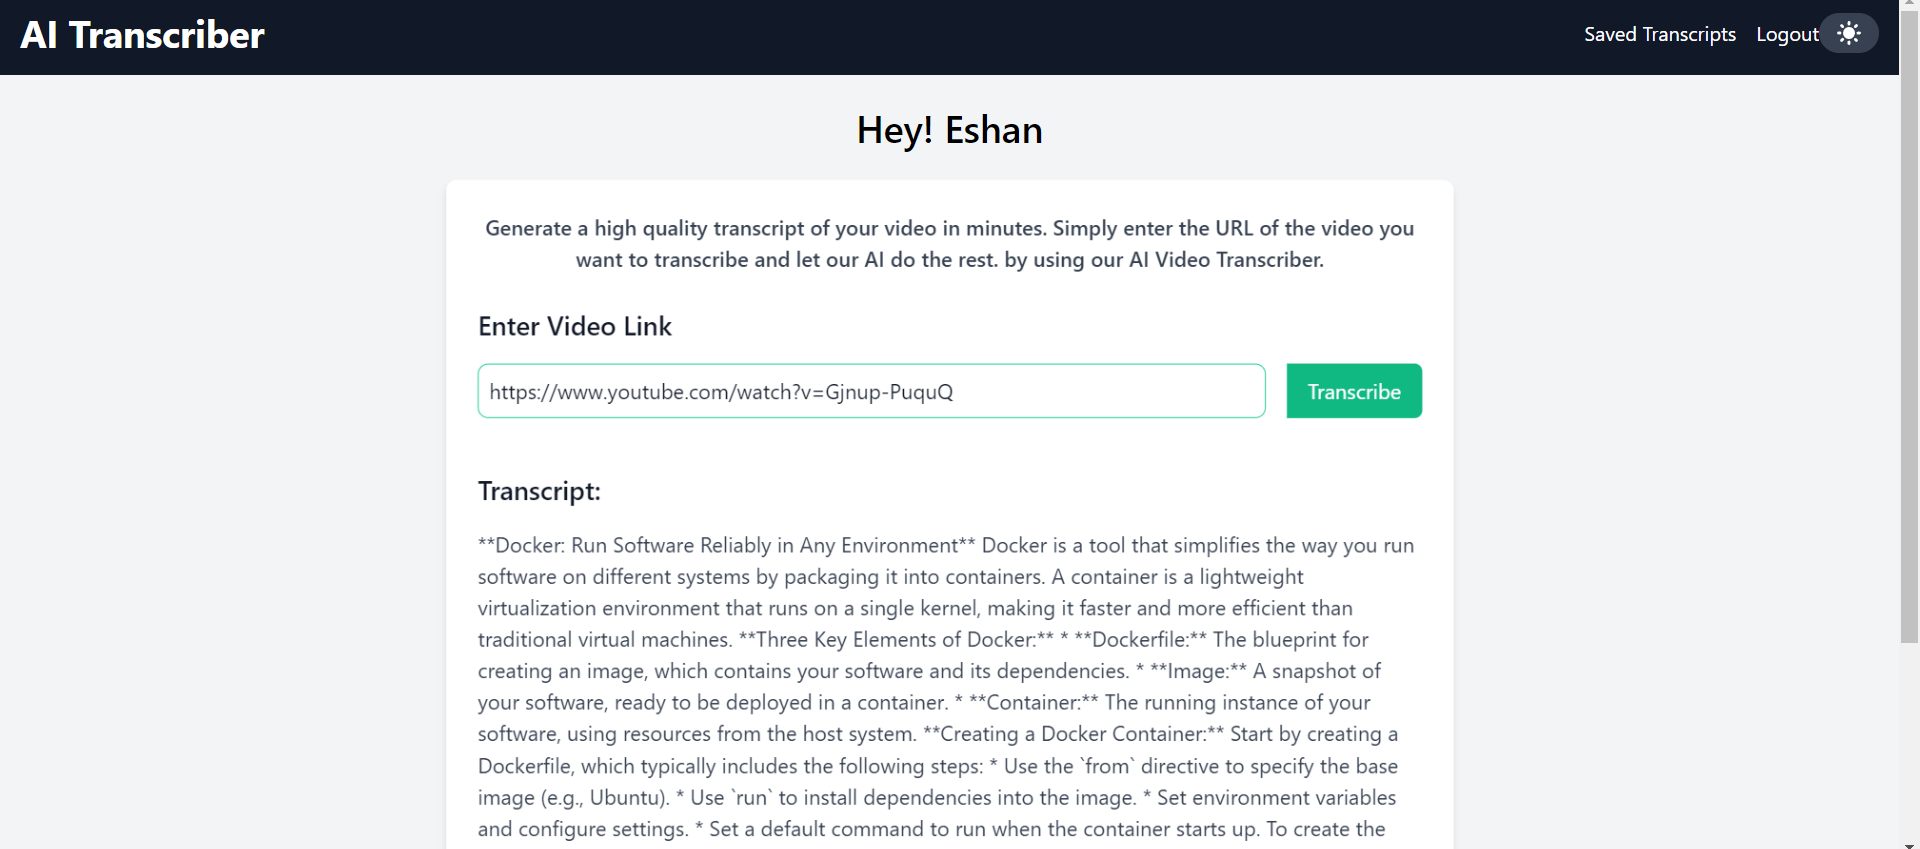 AI Transcriber
Saved Transcripts Logout
Hey! Eshan
Generate a high quality transcript of your video in minutes. Simply enter the URL of the video you
want to transcribe and let our AI do the rest. by using our AI Video Transcriber.
Enter Video Link
https://www.youtube.com/watch?v=Gjnup-PuquQ
Transcribe
Transcript:
**Docker: Run Software Reliably in Any Environment** Docker is a tool that simplifies the way you run
software on different systems by packaging it into containers. A container is a lightweight
virtualization environment that runs on a single kernel, making it faster and more efficient than
traditional virtual machines. **Three Key Elements of Docker:** * **Dockerfile:** The blueprint for
creating an image, which contains your software and its dependencies. * **Image:** A snapshot of
your software, ready to be deployed in a container. * **Container:** The running instance of your
software, using resources from the host system. **Creating a Docker Container:** Start by creating a
Dockerfile, which typically includes the following steps: * Use the `from` directive to specify the base
image (e.g., Ubuntu). * Use `run` to install dependencies into the image. * Set environment variables
and configure settings. * Set a default command to run when the container starts up. To create the